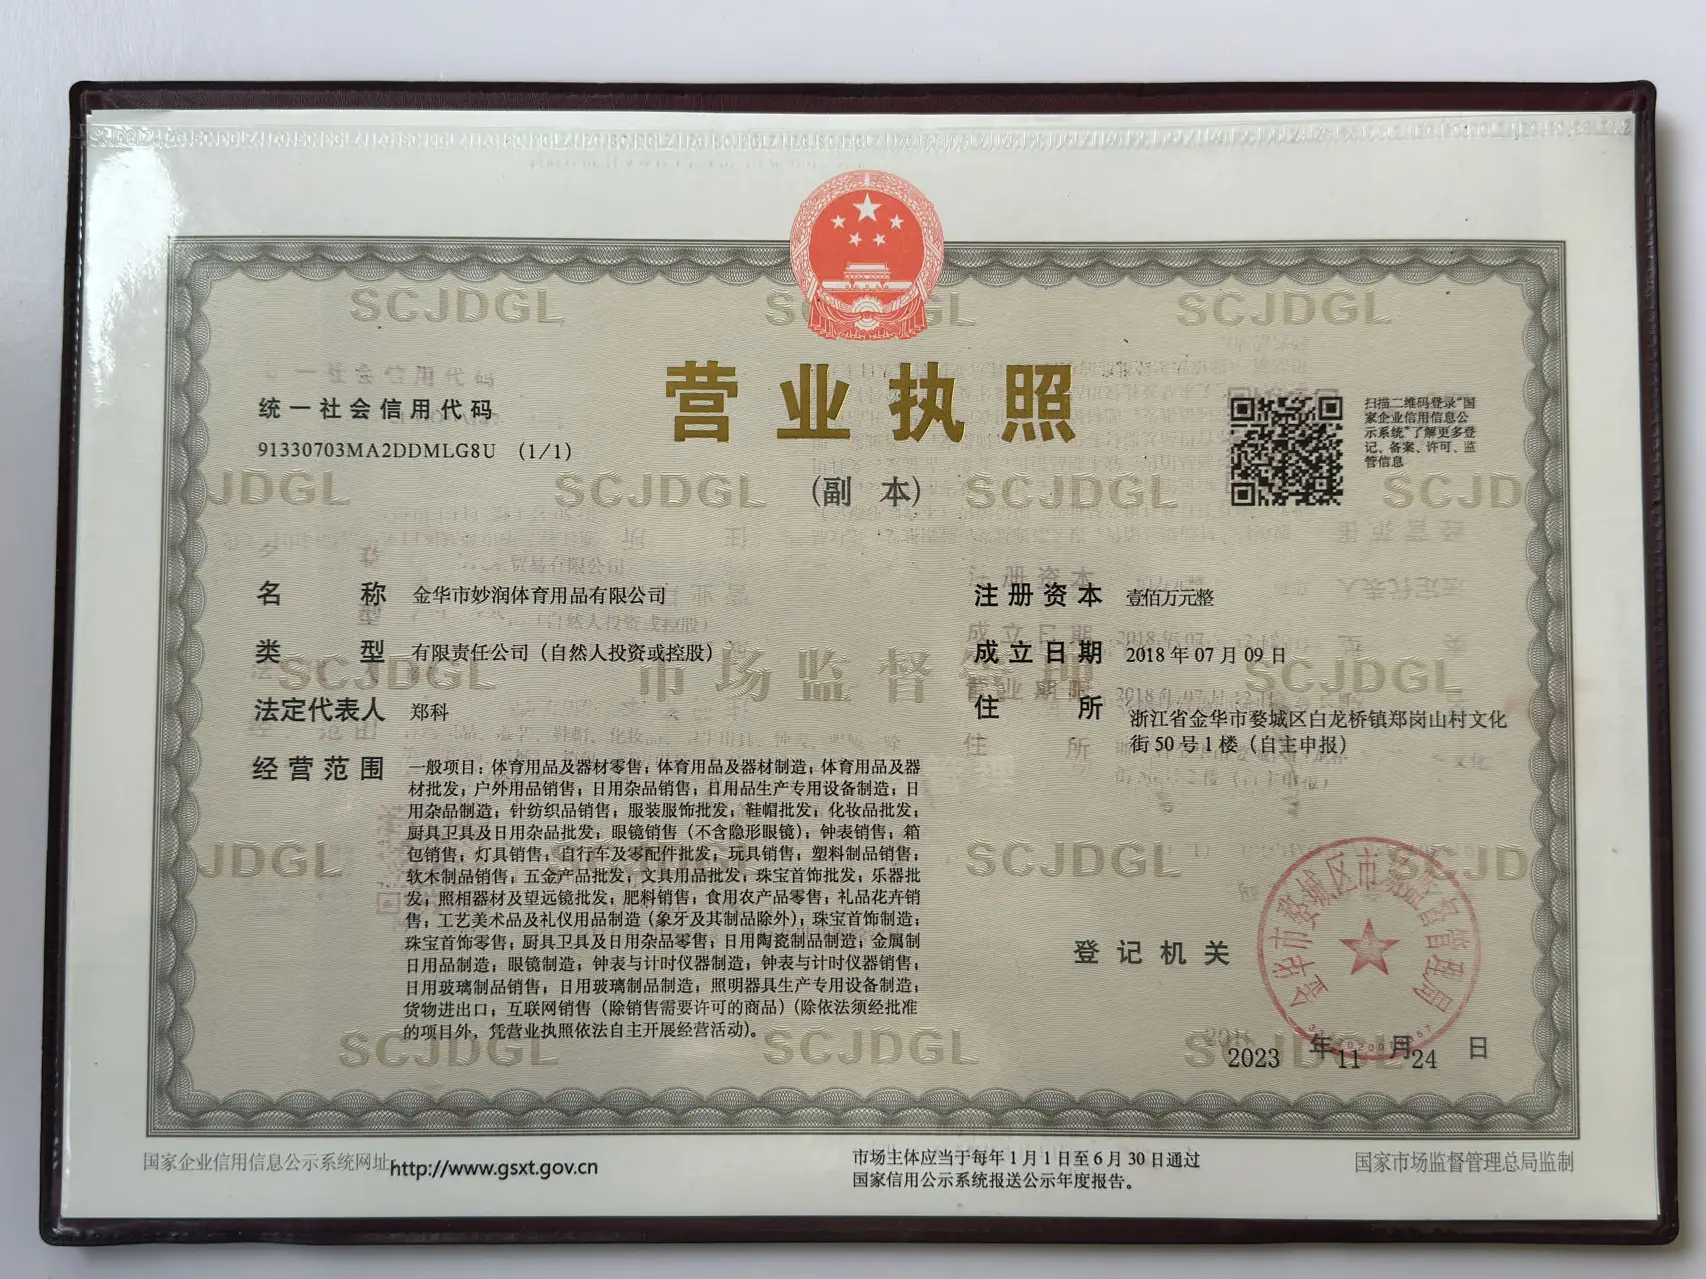 营业执照
(副 本)
统一社会信用代码
91330703MA2DDMLG8U (1/1)
扫描二维码登录“国
家企业信用信息公
示系统”了解更多登
记、备案、许可、监
管信息
名 称 金华市妙润体育用品有限公司
类 型 有限责任公司（自然人投资或控股）
法定代表人 郑科
经营范围 一般项目：体育用品及器材零售；体育用品及器材制造；体育用品及器
材批发；户外用品销售；日用杂品销售；日用品生产专用设备制造；日
用杂品制造；针纺织品销售；服装服饰批发；鞋帽批发；化妆品批发；
厨具卫具及日用杂品批发；眼镜销售（不含隐形眼镜）；钟表销售；箱
包销售；灯具销售；自行车及零配件批发；玩具销售；塑料制品销售；
软木制品销售；五金产品批发；文具用品批发；珠宝首饰批发；乐器批
发；照相器材及望远镜批发；肥料销售；食用农产品零售；礼品花卉销
售；工艺美术品及礼仪用品制造（象牙及其制品除外）；珠宝首饰制造；
珠宝首饰零售；厨具卫具及日用杂品零售；日用陶瓷制品制造；金属制
日用品制造；眼镜制造；钟表与计时仪器制造；钟表与计时仪器销售；
日用玻璃制品销售；日用玻璃制品制造；照明器具生产专用设备制造；
货物进出口；互联网销售（除销售需要许可的商品）(除依法须经批准
的项目外，凭营业执照依法自主开展经营活动)。
注册资本 壹佰万元整
成立日期 2018年07月09日
住 所 浙江省金华市婺城区白龙桥镇郑岗山村文化
街50号1楼（自主申报）
登记机关
金华市婺城区市场监督管理局
2023 年 11 月 24 日
国家企业信用信息公示系统网址http://www.gsxt.gov.cn
市场主体应当于每年1月1日至6月30日通过
国家信用公示系统报送公示年度报告。
国家市场监督管理总局监制
SCJDGL
市场监督管理